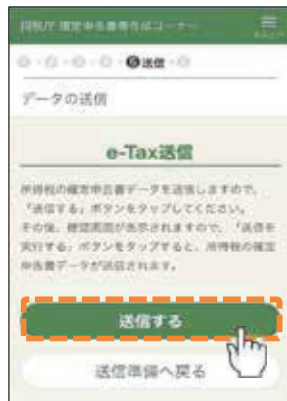 国税庁 確定申告書等作成コーナー
メニュー
⑤送信
データの送信
e-Tax送信
所得税の確定申告書データを送信しますので、
「送信する」ボタンをタップしてください。
その後、確認画面が表示されますので、「送信を
実行する」ボタンをタップすると、所得税の確定
申告書データが送信されます。
送信する
送信準備へ戻る